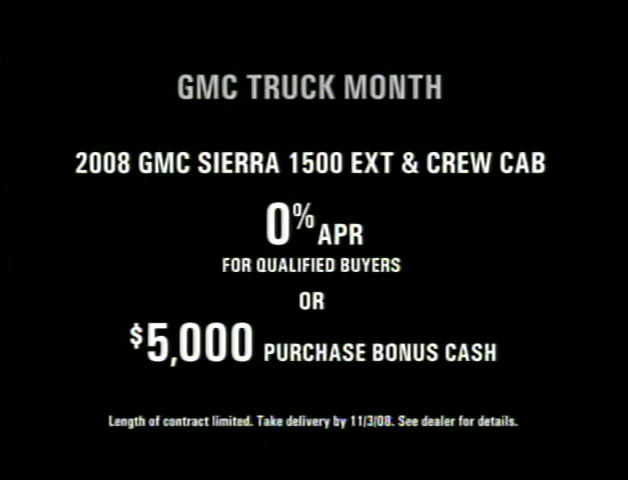 GMC TRUCK MONTH
2008 GMC SIERRA 1500 EXT & CREW CAB
0% APR
FOR QUALIFIED BUYERS
OR
$5,000 PURCHASE BONUS CASH
Length of contract limited. Take delivery by 11/3/08. See dealer for details.